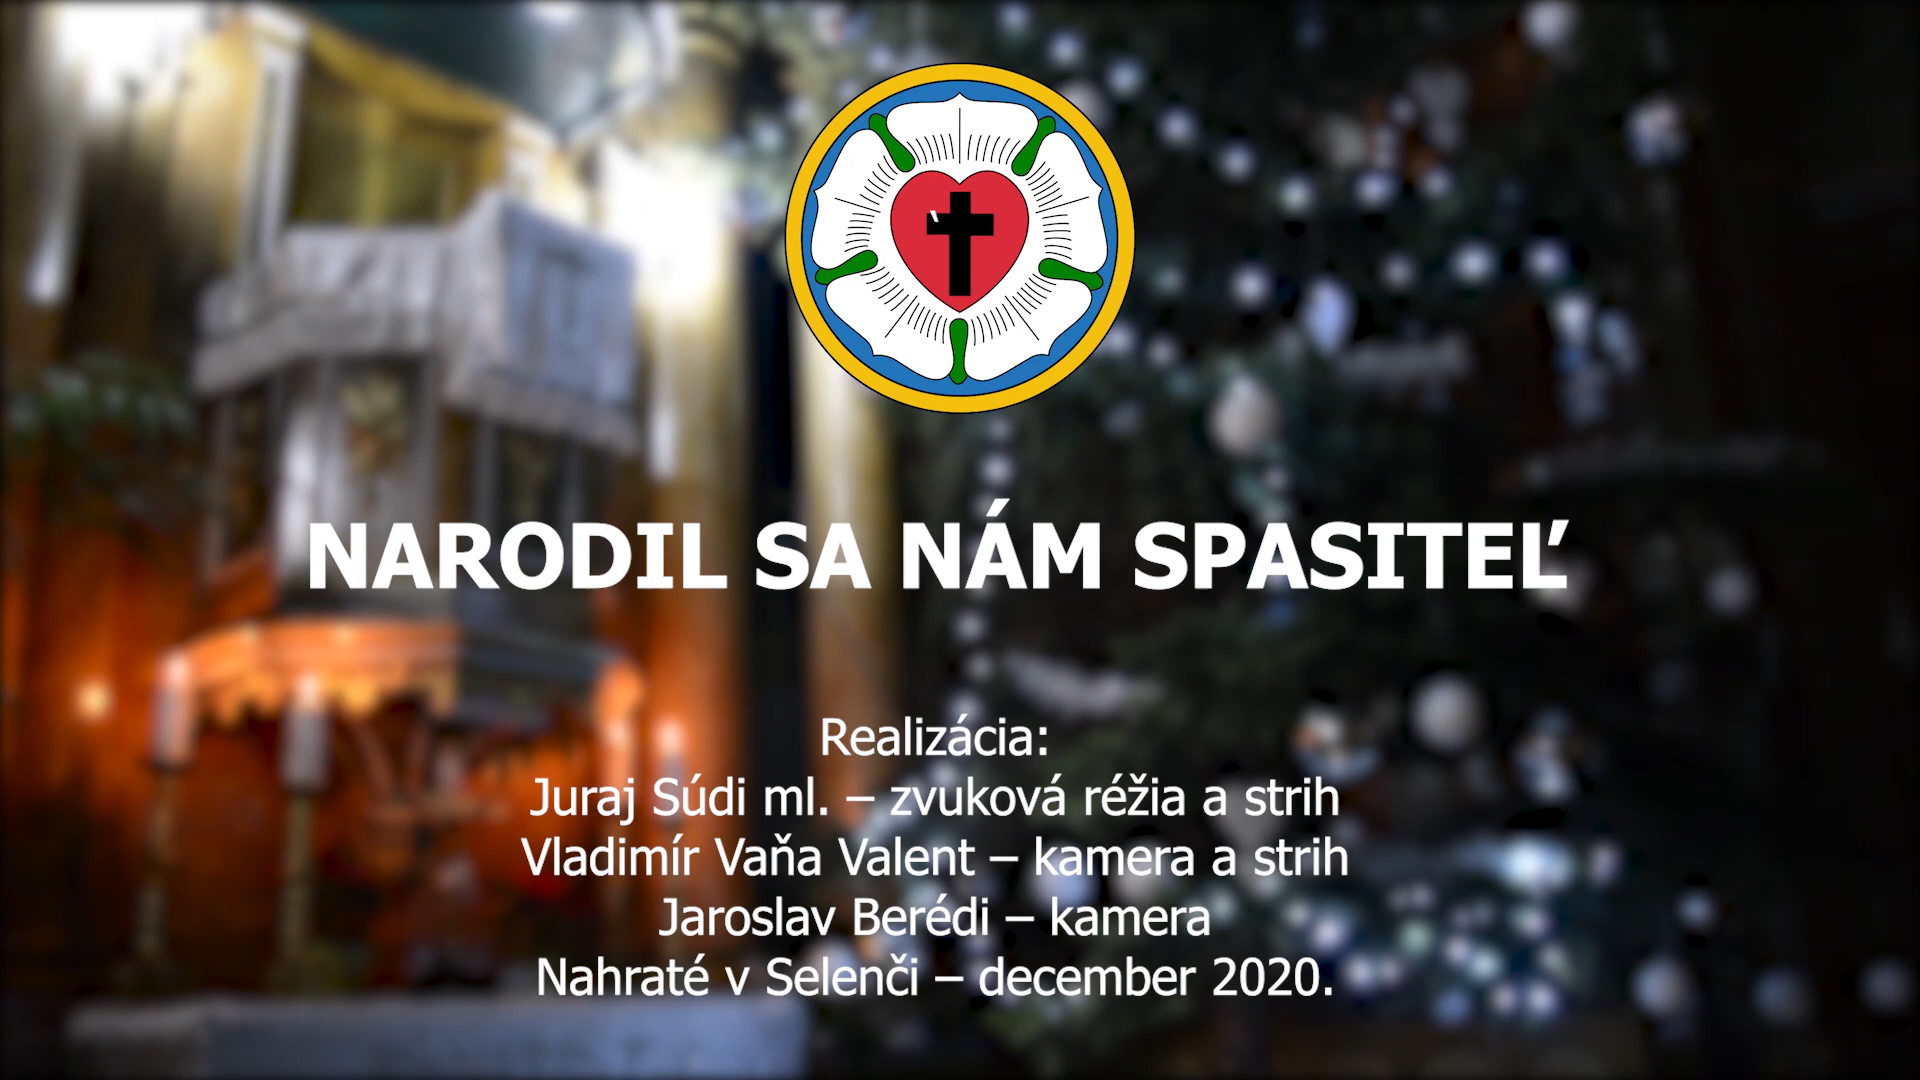 NARODIL SA NÁM SPASITEĽ
Realizácia:
Juraj Súdi ml. – zvuková réžia a strih
Vladimír Vaňa Valent – kamera a strih
Jaroslav Berédi – kamera
Nahraté v Selenči – december 2020.